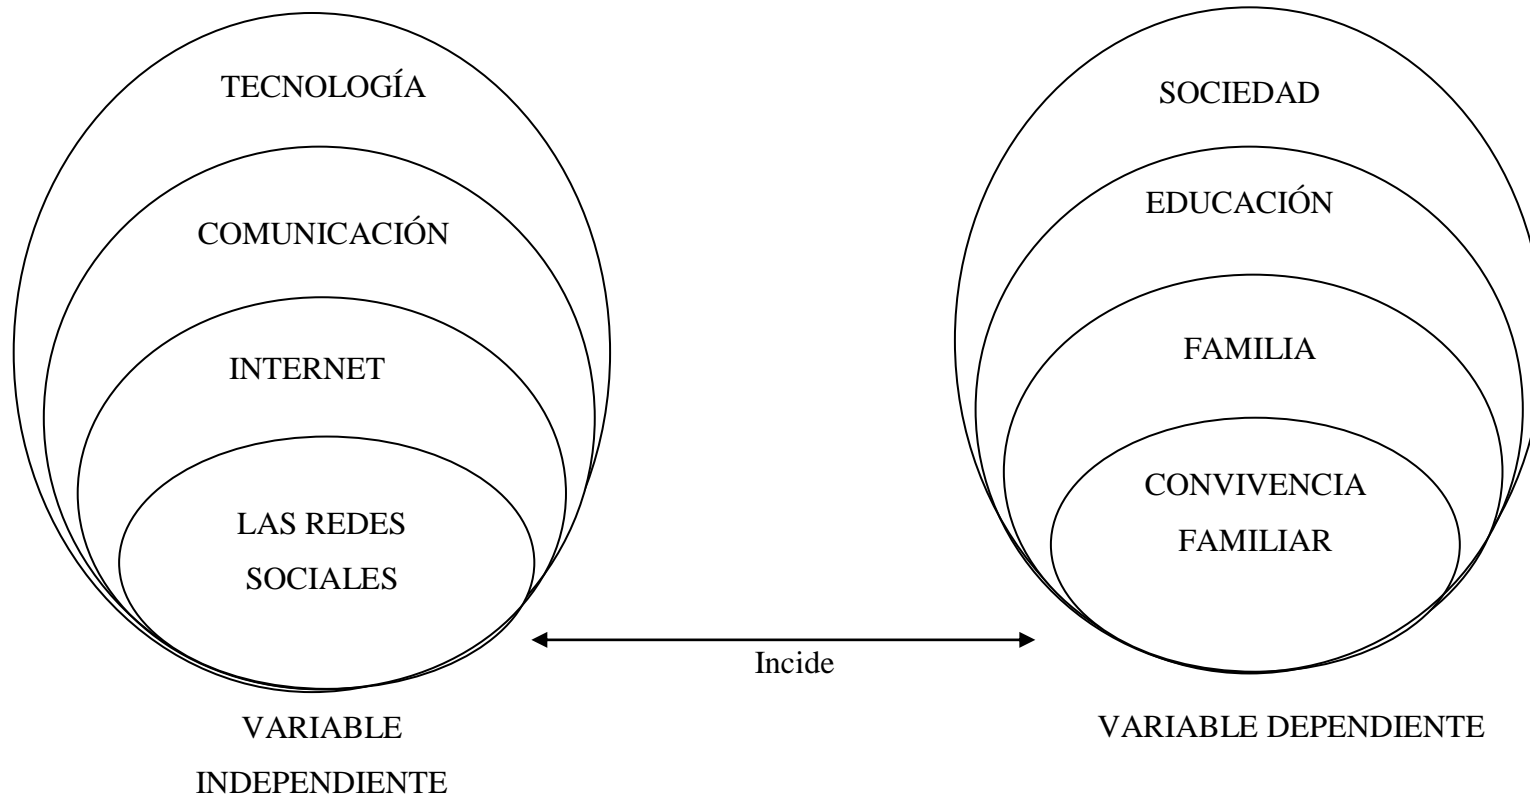 TECNOLOGÍA
COMUNICACIÓN
INTERNET
LAS REDES
SOCIALES
VARIABLE
INDEPENDIENTE
Incide
SOCIEDAD
EDUCACIÓN
FAMILIA
CONVIVENCIA
FAMILIAR
VARIABLE DEPENDIENTE